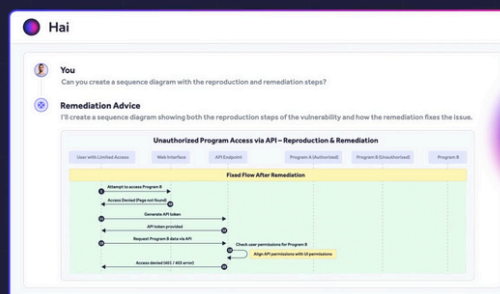 Hai
You
Can you create a sequence diagram with the reproduction and remediation steps?
Remediation Advice
I'll create a sequence diagram showing both the reproduction steps of the vulnerability and how the remediation fixes the issue.
Unauthorized Program Access via API – Reproduction & Remediation
User with Limited Access Web Interface API Endpoint Program A (Authorized) Program B (Unauthorized) Program B
Fixed Flow After Remediation
Attempt to access Program B
Access Denied (Page not found)
Generate API token
API token provided
Request Program B data via API
Check user permissions for Program B
Align API permissions with UI permissions
Access denied (401 / 403 error)